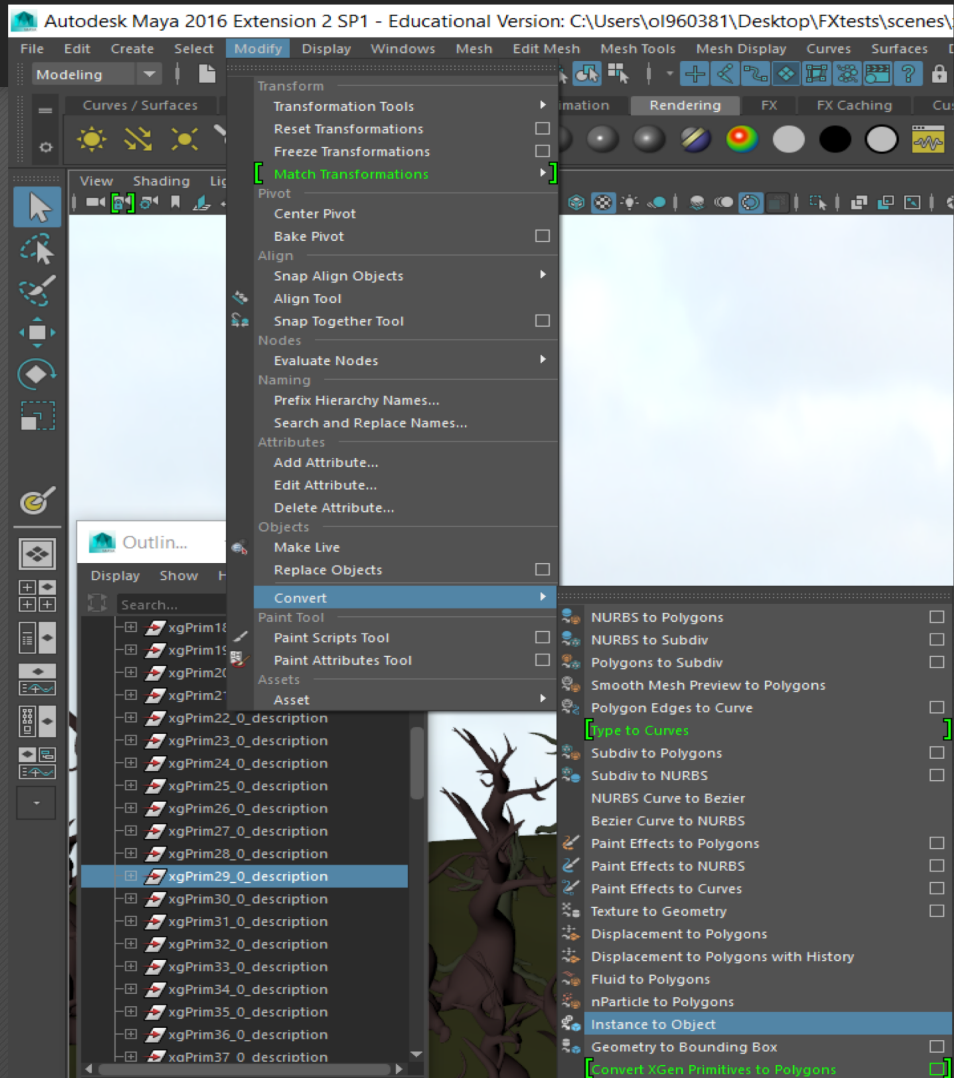 Autodesk Maya 2016 Extension 2 SP1 - Educational Version: C:\Users\ol960381\Desktop\FXtests\scenes\
File Edit Create Select Modify Display Windows Mesh Edit Mesh Mesh Tools Mesh Display Curves Surfaces
Modeling
Curves / Surfaces Rendering FX FX Caching
View Shading
Transform
Transformation Tools
Reset Transformations
Freeze Transformations
Match Transformations
Pivot
Center Pivot
Bake Pivot
Align
Snap Align Objects
Align Tool
Snap Together Tool
Nodes
Evaluate Nodes
Naming
Prefix Hierarchy Names...
Search and Replace Names...
Attributes
Add Attribute...
Edit Attribute...
Delete Attribute...
Objects
Make Live
Replace Objects
Convert
Paint Tool
Paint Scripts Tool
Paint Attributes Tool
Assets
Asset
Outlin...
Display Show H
Search...
xgPrim18
xgPrim19
xgPrim20
xgPrim21
xgPrim22_0_description
xgPrim23_0_description
xgPrim24_0_description
xgPrim25_0_description
xgPrim26_0_description
xgPrim27_0_description
xgPrim28_0_description
xgPrim29_0_description
xgPrim30_0_description
xgPrim31_0_description
xgPrim32_0_description
xgPrim33_0_description
xgPrim34_0_description
xgPrim35_0_description
xgPrim36_0_description
xgPrim37_0_description
NURBS to Polygons
NURBS to Subdiv
Polygons to Subdiv
Smooth Mesh Preview to Polygons
Polygon Edges to Curve
Type to Curves
Subdiv to Polygons
Subdiv to NURBS
NURBS Curve to Bezier
Bezier Curve to NURBS
Paint Effects to Polygons
Paint Effects to NURBS
Paint Effects to Curves
Texture to Geometry
Displacement to Polygons
Displacement to Polygons with History
Fluid to Polygons
nParticle to Polygons
Instance to Object
Geometry to Bounding Box
Convert XGen Primitives to Polygons